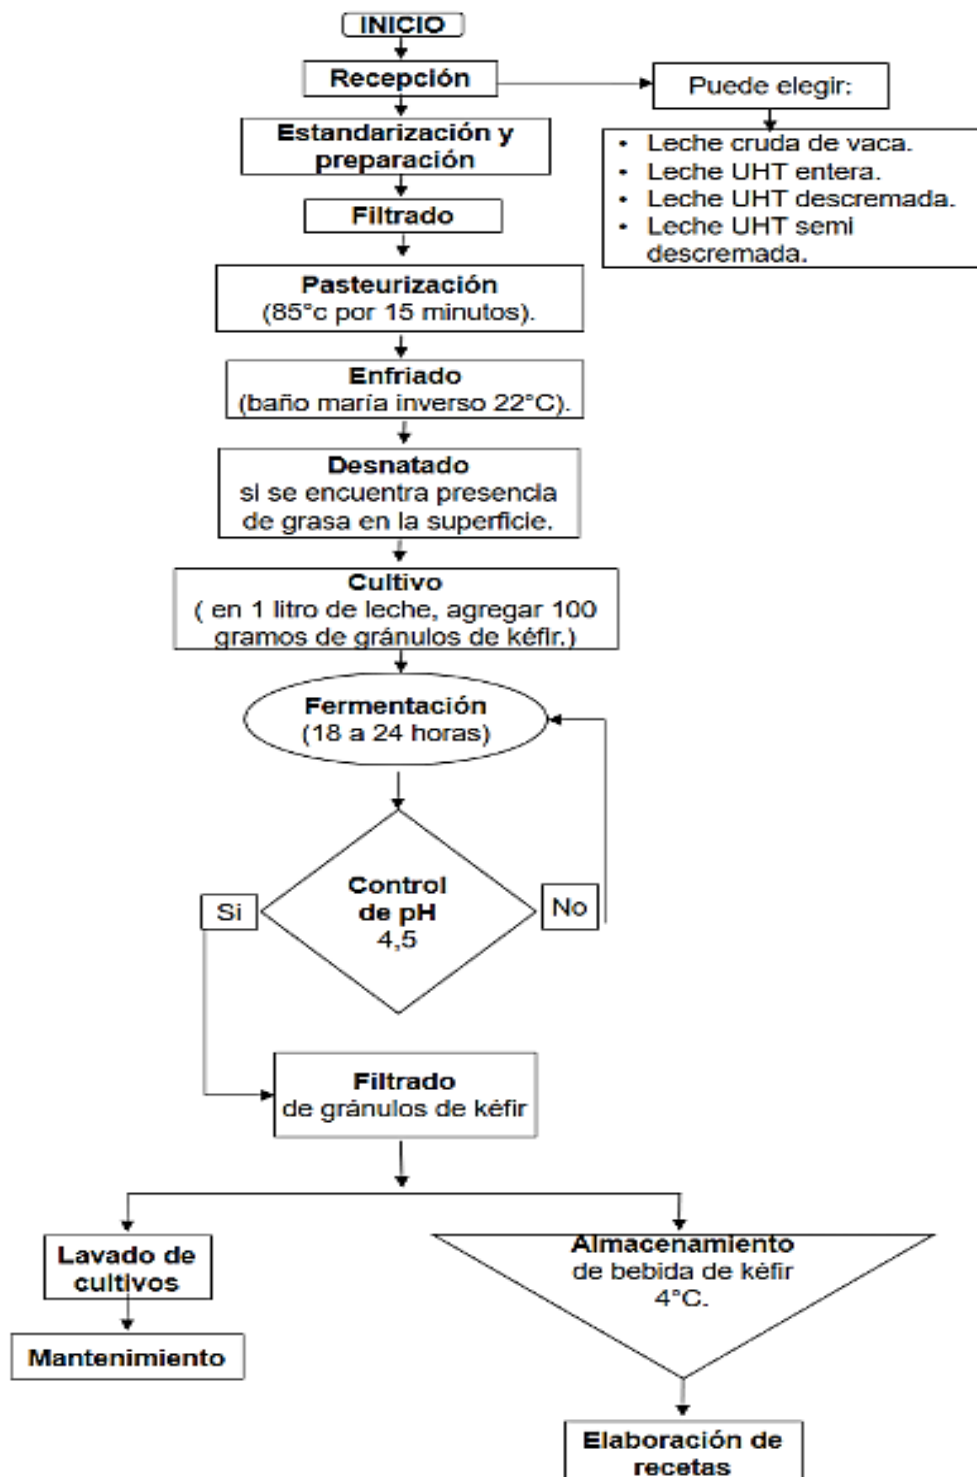 INICIO
Recepción
Puede elegir:
• Leche cruda de vaca.
• Leche UHT entera.
• Leche UHT descremada.
• Leche UHT semi
descremada.
Estandarización y
preparación
Filtrado
Pasteurización
(85°c por 15 minutos).
Enfriado
(baño maría inverso 22°C).
Desnatado
si se encuentra presencia
de grasa en la superficie.
Cultivo
( en 1 litro de leche, agregar 100
gramos de gránulos de kéfir.)
Fermentación
(18 a 24 horas)
Control
de pH
4,5
Si
No
Filtrado
de gránulos de kéfir
Lavado de
cultivos
Mantenimiento
Almacenamiento
de bebida de kéfir
4°C.
Elaboración de
recetas